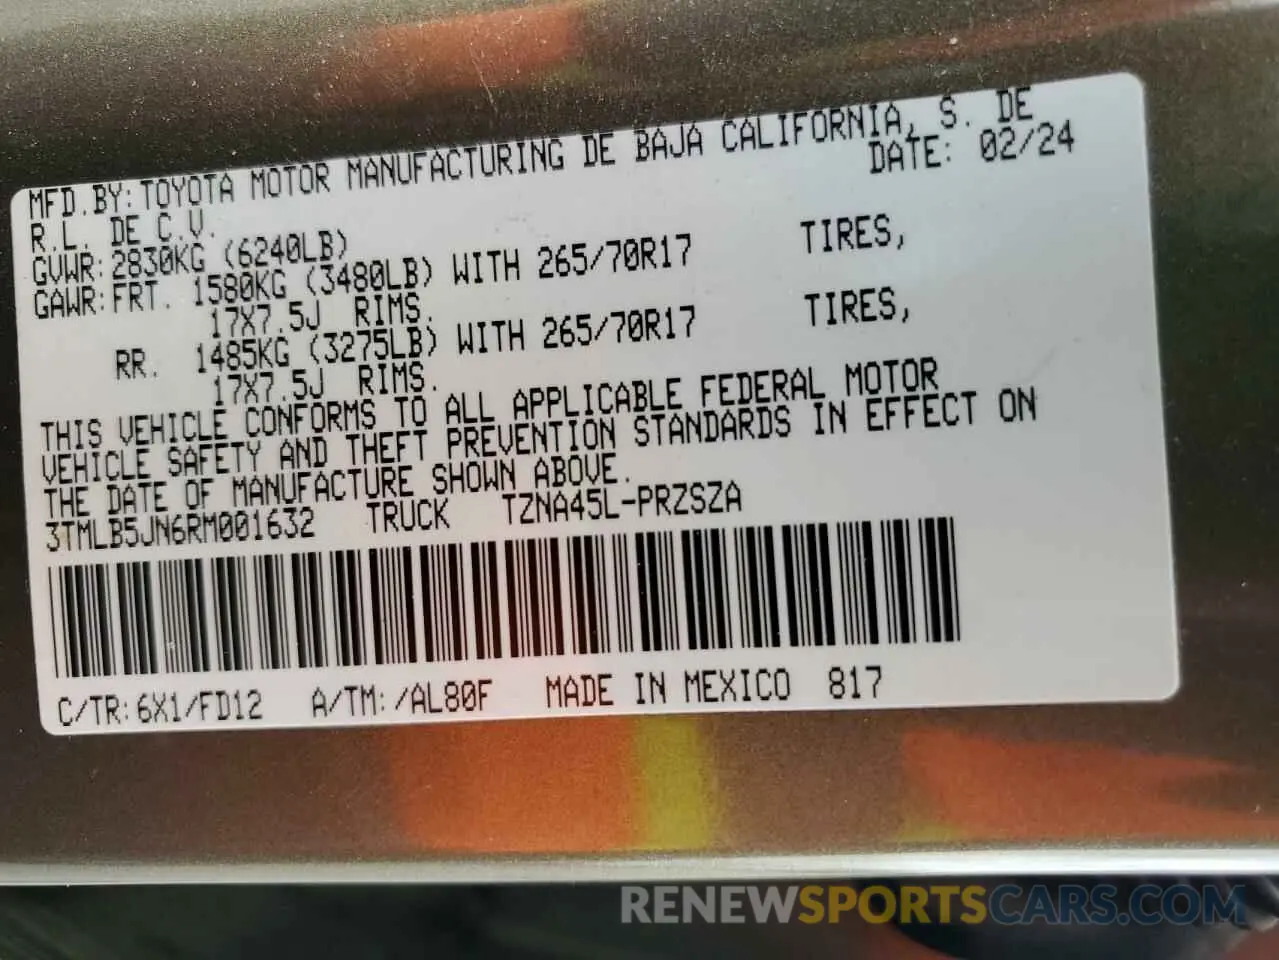 MFD.BY:TOYOTA MOTOR MANUFACTURING DE BAJA CALIFORNIA, S. DE
R.L. DE C.V. DATE: 02/24
GVWR:2830KG (6240LB)
GAWR:FRT. 1580KG (3480LB) WITH 265/70R17 TIRES,
17X7.5J RIMS.
RR. 1485KG (3275LB) WITH 265/70R17 TIRES,
17X7.5J RIMS.
THIS VEHICLE CONFORMS TO ALL APPLICABLE FEDERAL MOTOR
VEHICLE SAFETY AND THEFT PREVENTION STANDARDS IN EFFECT ON
THE DATE OF MANUFACTURE SHOWN ABOVE.
3TMLB5JN6RM001632 TRUCK TZNA45L-PRZSZA
C/TR:6X1/FD12 A/TM:/AL80F MADE IN MEXICO 817
RENEWSPORTSCARS.COM